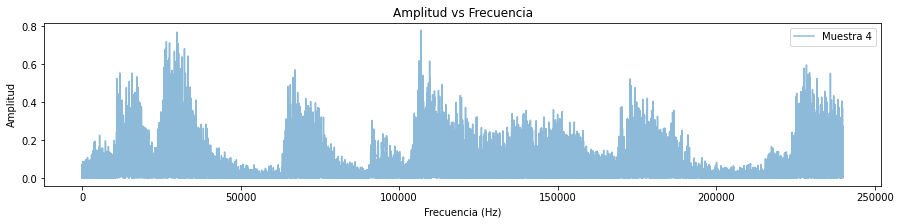 Amplitud vs Frecuencia
0.8
0.6
0.4
0.2
0.0
Amplitud
Muestra 4
0
50000
100000
150000
200000
250000
Frecuencia (Hz)